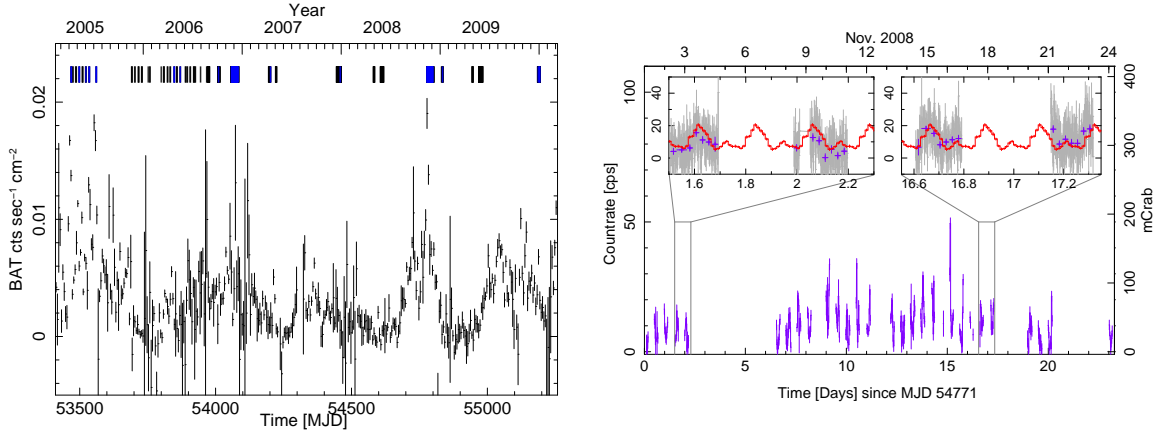 Year
2005 2006 2007 2008 2009
BAT cts sec−1 cm−2
0.02
0.01
0
53500 54000 54500 55000
Time [MJD]
Nov. 2008
3 6 9 12 15 18 21 24
Countrate [cps]
100
50
0
mCrab
400
300
200
100
0
40
20
0
1.6 1.8 2 2.2
40
20
0
16.6 16.8 17 17.2
0 5 10 15 20
Time [Days] since MJD 54771